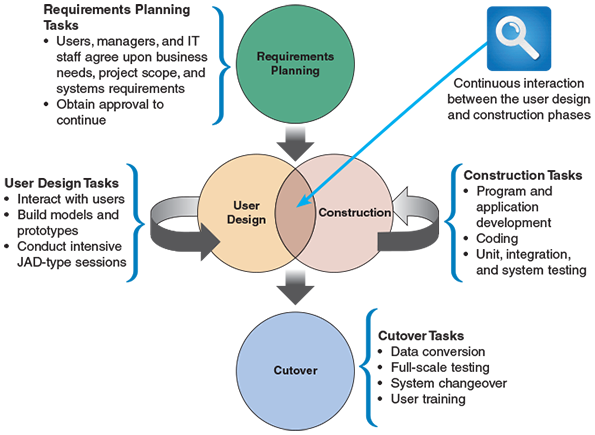 Requirements Planning
Tasks
• Users, managers, and IT
staff agree upon business
needs, project scope, and
systems requirements
• Obtain approval to
continue
Requirements
Planning
Continuous interaction
between the user design
and construction phases
User Design Tasks
• Interact with users
• Build models and
prototypes
• Conduct intensive
JAD-type sessions
User
Design
Construction
Construction Tasks
• Program and
application
development
• Coding
• Unit, integration,
and system testing
Cutover
Cutover Tasks
• Data conversion
• Full-scale testing
• System changeover
• User training